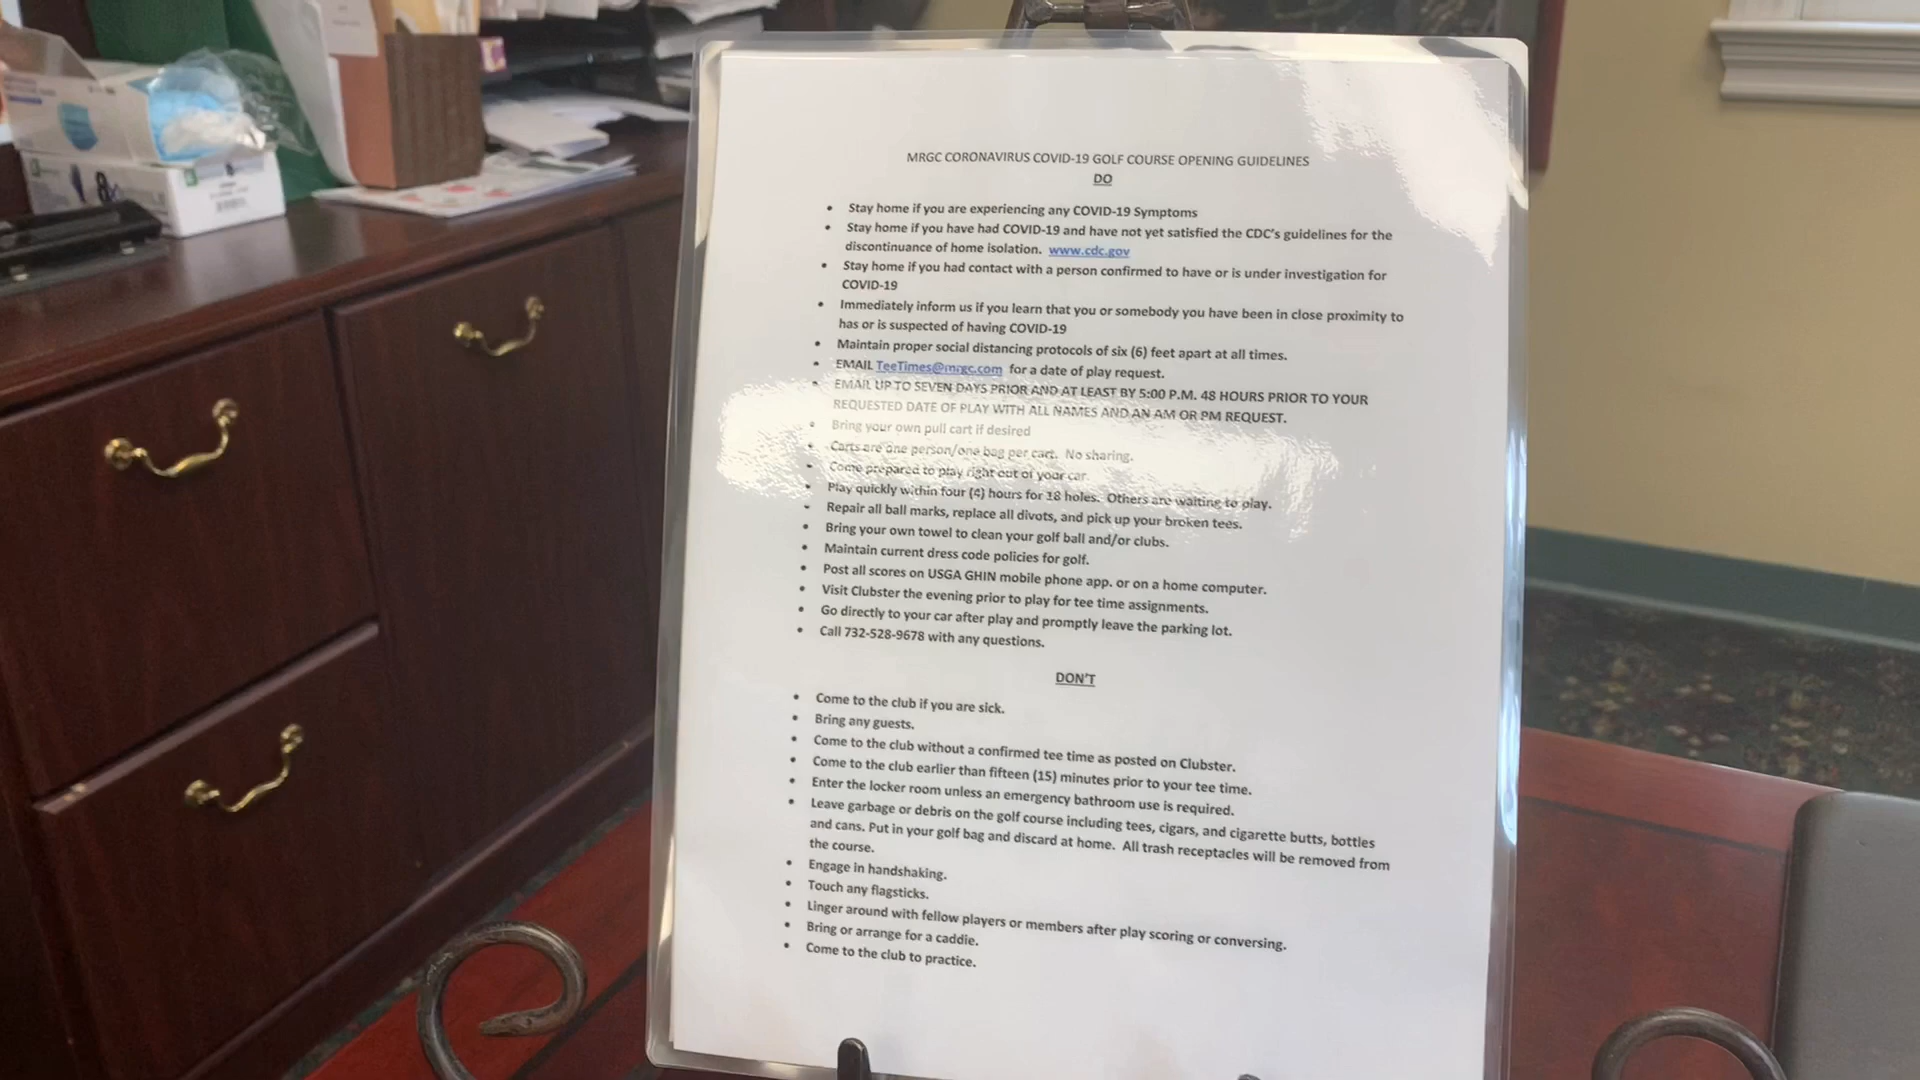 MRGC CORONAVIRUS COVID-19 GOLF COURSE OPENING GUIDELINES
DO
• Stay home if you are experiencing any COVID-19 Symptoms
• Stay home if you have had COVID-19 and have not yet satisfied the CDC's guidelines for the
discontinuance of home isolation. www.cdc.gov
• Stay home if you had contact with a person confirmed to have or is under investigation for
COVID-19
• Immediately inform us if you learn that you or somebody you have been in close proximity to
has or is suspected of having COVID-19
• Maintain proper social distancing protocols of six (6) feet apart at all times.
• EMAIL TeeTimes@mrgc.com for a date of play request.
• EMAIL UP TO SEVEN DAYS PRIOR AND AT LEAST BY 5:00 P.M. 48 HOURS PRIOR TO YOUR
REQUESTED DATE OF PLAY WITH ALL NAMES AND AN AM OR PM REQUEST.
• Bring your own pull cart if desired
• Carts are one person/one bag per cart. No sharing.
• Come prepared to play right out of your car
• Play quickly within four (4) hours for 18 holes. Others are waiting to play.
• Repair all ball marks, replace all divots, and pick up your broken tees.
• Bring your own towel to clean your golf ball and/or clubs.
• Maintain current dress code policies for golf.
• Post all scores on USGA GHIN mobile phone app. or on a home computer.
• Visit Clubster the evening prior to play for tee time assignments.
• Go directly to your car after play and promptly leave the parking lot.
• Call 732-528-9678 with any questions.
DON'T
• Come to the club if you are sick.
• Bring any guests.
• Come to the club without a confirmed tee time as posted on Clubster.
• Come to the club earlier than fifteen (15) minutes prior to your tee time.
• Enter the locker room unless an emergency bathroom use is required.
• Leave garbage or debris on the golf course including tees, cigars, and cigarette butts, bottles
and cans. Put in your golf bag and discard at home. All trash receptacles will be removed from
the course.
• Engage in handshaking.
• Touch any flagsticks.
• Linger around with fellow players or members after play scoring or conversing.
• Bring or arrange for a caddie.
• Come to the club to practice.